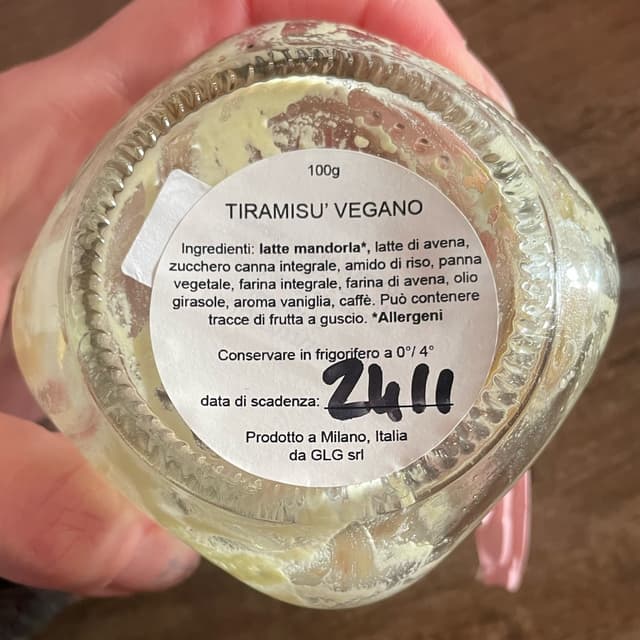 100g
TIRAMISU' VEGANO
Ingredienti: latte mandorla*, latte di avena,
zucchero canna integrale, amido di riso, panna
vegetale, farina integrale, farina di avena, olio
girasole, aroma vaniglia, caffè. Può contenere
tracce di frutta a guscio. *Allergeni
Conservare in frigorifero a 0°/ 4°
data di scadenza: 24 11
Prodotto a Milano, Italia
da GLG srl